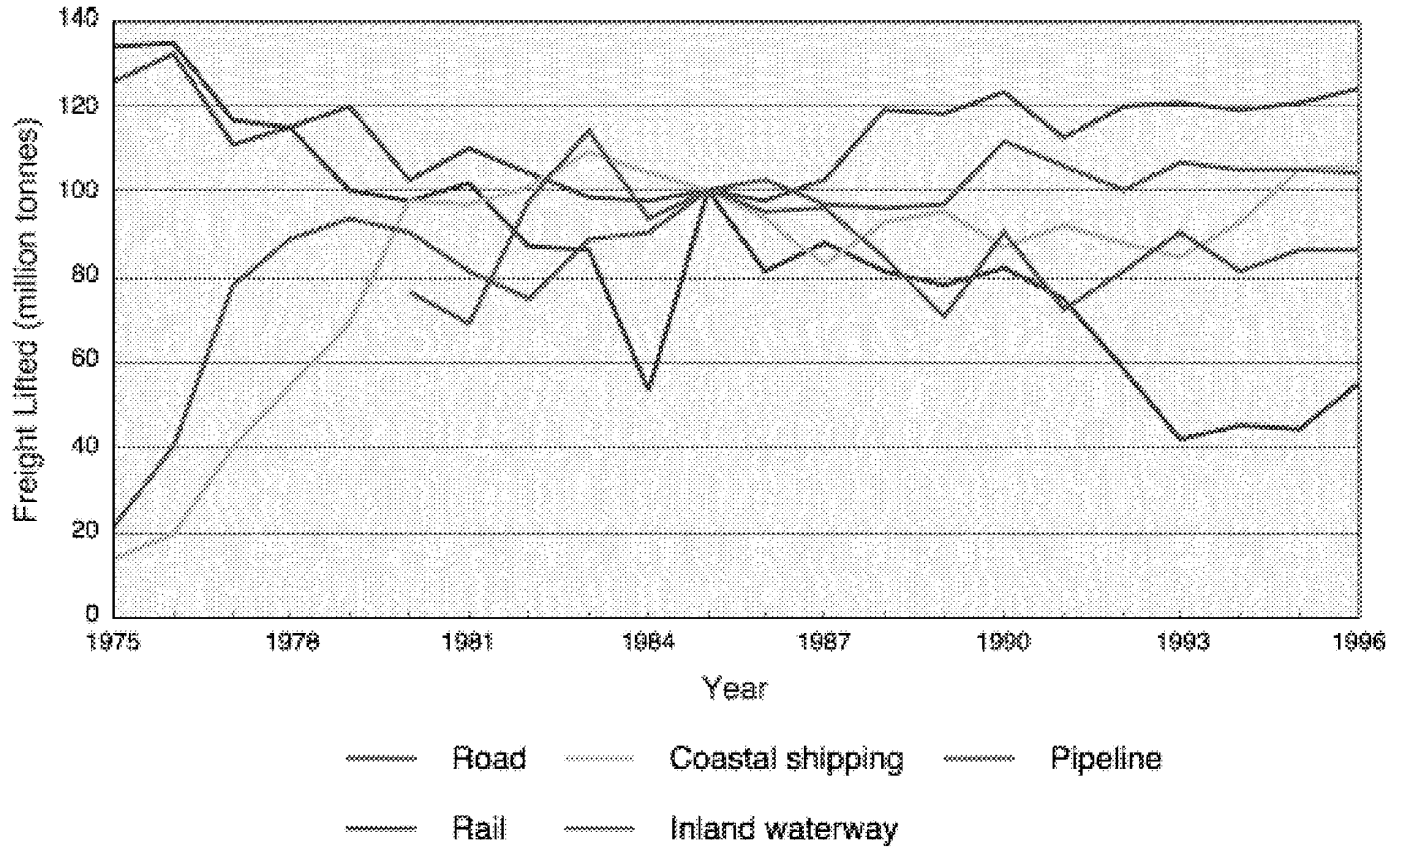 140
120
100
80
60
40
20
0
Freight Lifted (million tonnes)
1975 1978 1981 1984 1987 1990 1993 1996
Year
Road Coastal shipping Pipeline
Rail Inland waterway